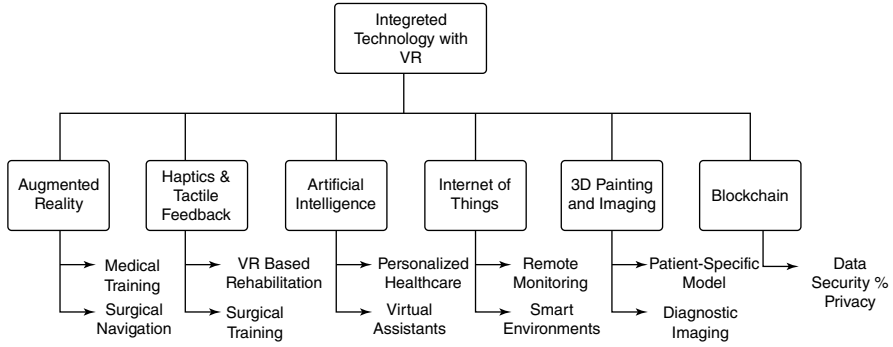 Integreted
Technology with
VR
Augmented
Reality
Haptics &
Tactile
Feedback
Artificial
Intelligence
Internet of
Things
3D Painting
and Imaging
Blockchain
Medical
Training
Surgical
Navigation
VR Based
Rehabilitation
Surgical
Training
Personalized
Healthcare
Virtual
Assistants
Remote
Monitoring
Smart
Environments
Patient-Specific
Model
Diagnostic
Imaging
Data
Security %
Privacy